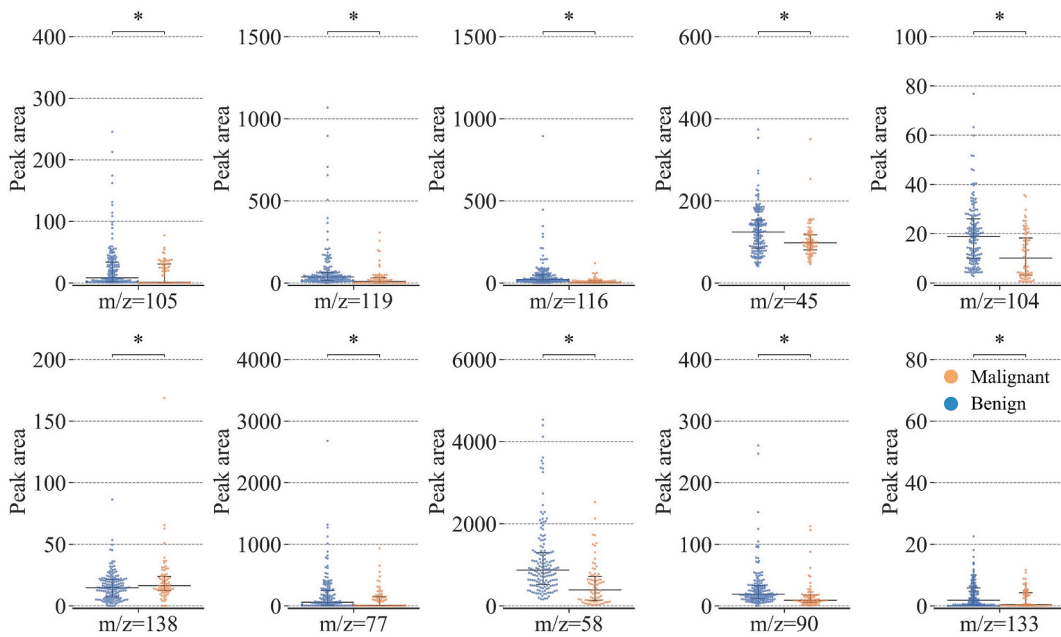 *
400
300
200
100
0
Peak area
m/z=105
*
1500
1000
500
0
Peak area
m/z=119
*
1500
1000
500
0
Peak area
m/z=116
*
600
400
200
0
Peak area
m/z=45
*
100
80
60
40
20
0
Peak area
m/z=104
*
200
150
100
50
0
Peak area
m/z=138
*
4000
3000
2000
1000
0
Peak area
m/z=77
*
6000
4000
2000
0
Peak area
m/z=58
*
400
300
200
100
0
Peak area
m/z=90
*
80
60
40
20
0
Peak area
Malignant
Benign
m/z=133